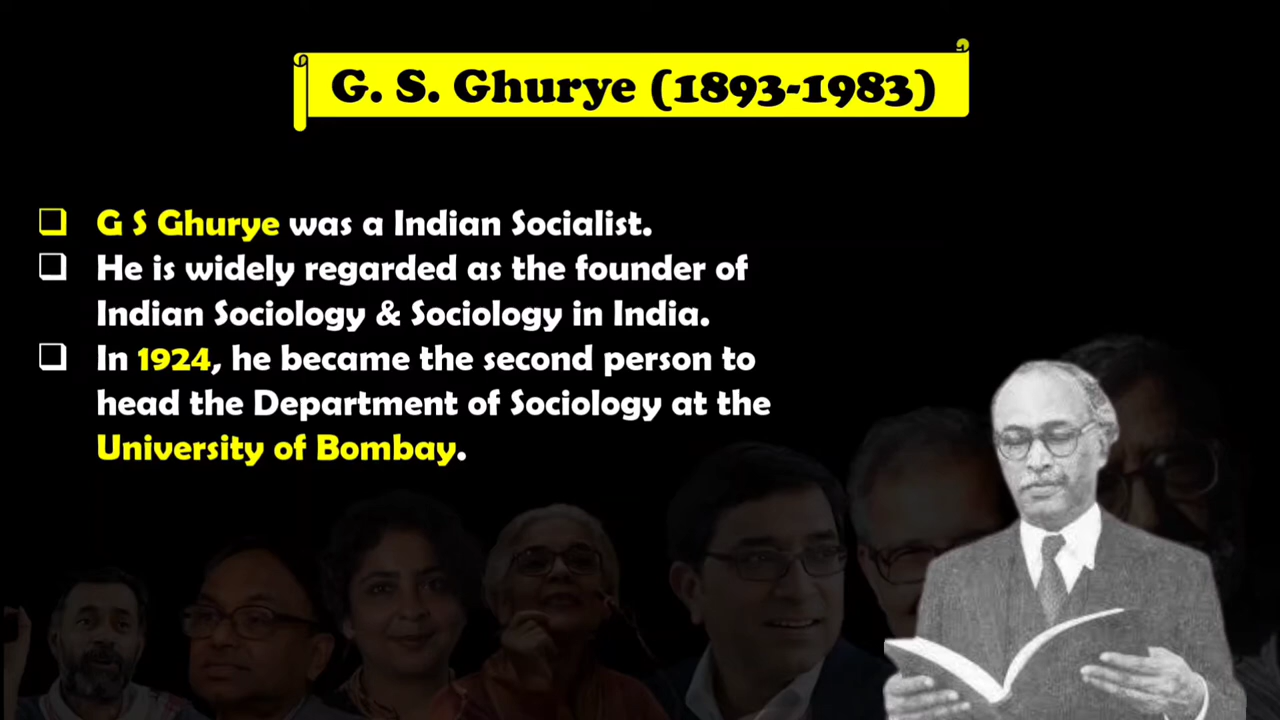 G. S. Ghurye (1893-1983)
G S Ghurye was a Indian Socialist.
He is widely regarded as the founder of
Indian Sociology & Sociology in India.
In 1924, he became the second person to
head the Department of Sociology at the
University of Bombay.